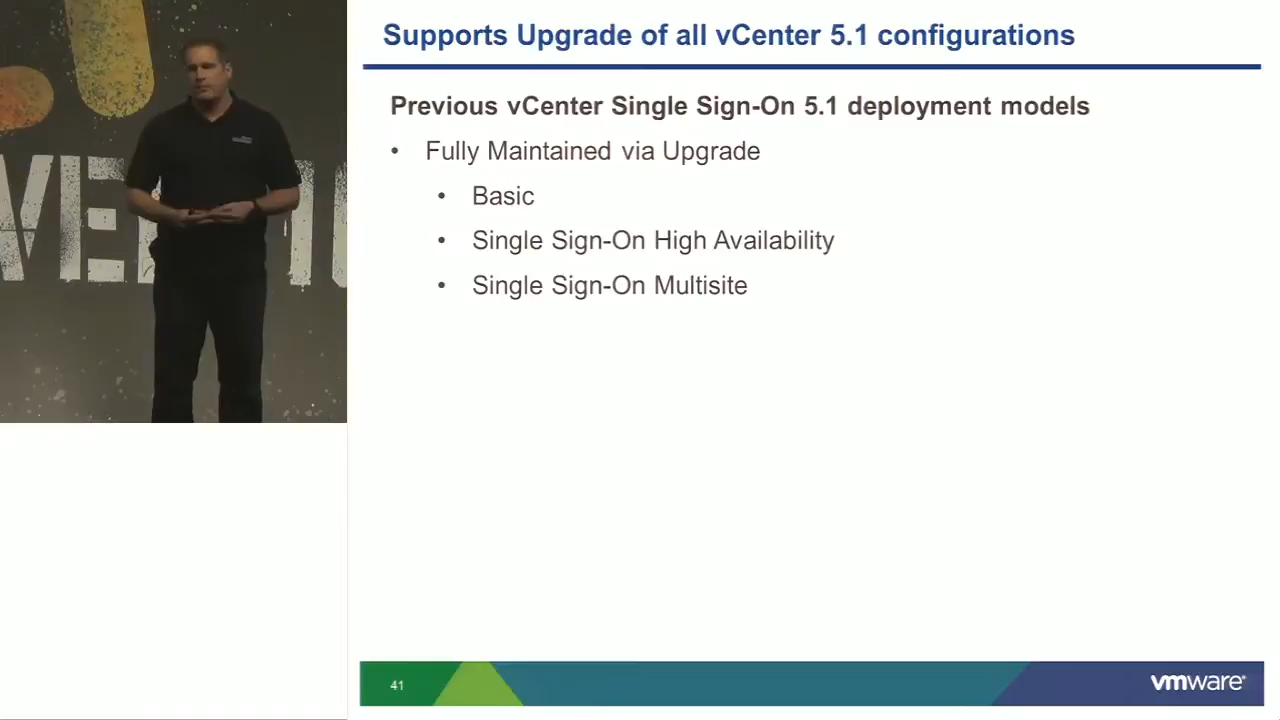 Supports Upgrade of all vCenter 5.1 configurations
Previous vCenter Single Sign-On 5.1 deployment models
• Fully Maintained via Upgrade
• Basic
• Single Sign-On High Availability
• Single Sign-On Multisite
41
vmware®